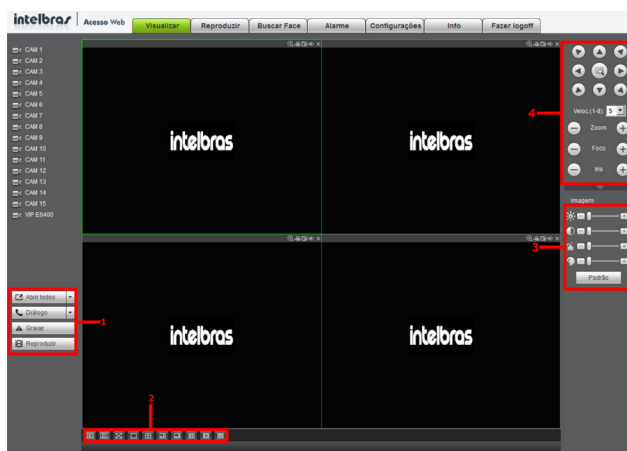 intelbras Acesso Web Visualizar Reproduzir Buscar Face Alarme Configurações Info Fazer logoff
CAM 1
CAM 2
CAM 3
CAM 4
CAM 5
CAM 6
CAM 7
CAM 8
CAM 9
CAM 10
CAM 11
CAM 12
CAM 13
CAM 14
CAM 15
VIP E6400
Abrir todos
Diálogo
Gravar
Reproduzir
1
intelbras
intelbras
intelbras
intelbras
2
4
Veloc.(1-8): 5
Zoom
Foco
Iris
Imagem
3
Padrão